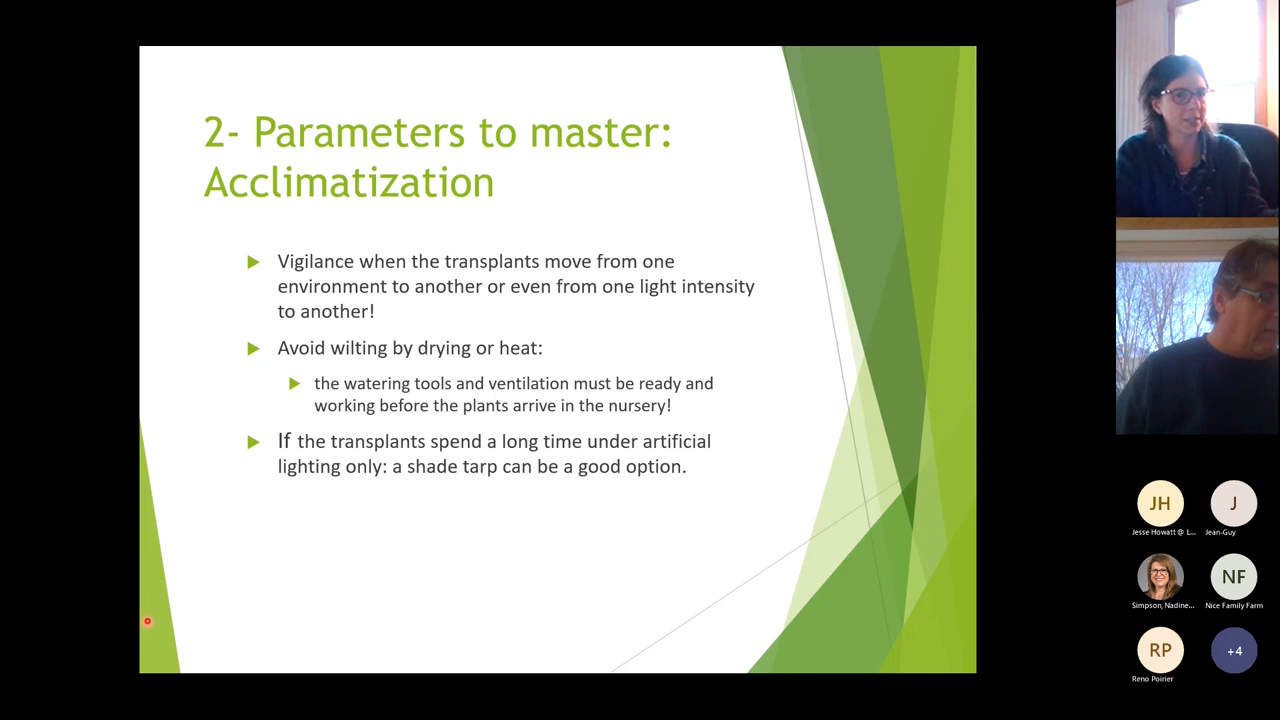 2- Parameters to master:
Acclimatization
Vigilance when the transplants move from one
environment to another or even from one light intensity
to another!
Avoid wilting by drying or heat:
the watering tools and ventilation must be ready and
working before the plants arrive in the nursery!
If the transplants spend a long time under artificial
lighting only: a shade tarp can be a good option.
JH
J
Jesse Howatt @ L...
Jean-Guy
NF
Simpson, Nadine...
Nice Family Farm
RP
+4
Reno Poirier